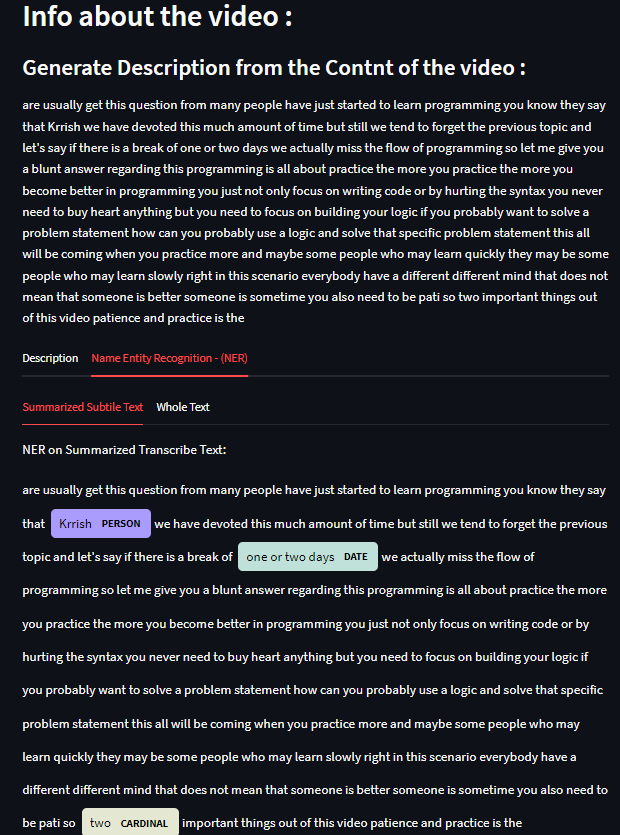 Info about the video :
Generate Description from the Contnt of the video :
are usually get this question from many people have just started to learn programming you know they say
that Krrish we have devoted this much amount of time but still we tend to forget the previous topic and
let's say if there is a break of one or two days we actually miss the flow of programming so let me give you
a blunt answer regarding this programming is all about practice the more you practice the more you
become better in programming you just not only focus on writing code or by hurting the syntax you never
need to buy heart anything but you need to focus on building your logic if you probably want to solve a
problem statement how can you probably use a logic and solve that specific problem statement this all
will be coming when you practice more and maybe some people who may learn quickly they may be some
people who may learn slowly right in this scenario everybody have a different different mind that does not
mean that someone is better someone is sometime you also need to be pati so two important things out
of this video patience and practice is the
Description Name Entity Recognition - (NER)
Summarized Subtile Text Whole Text
NER on Summarized Transcribe Text:
are usually get this question from many people have just started to learn programming you know they say
that Krrish PERSON we have devoted this much amount of time but still we tend to forget the previous
topic and let's say if there is a break of one or two days DATE we actually miss the flow of
programming so let me give you a blunt answer regarding this programming is all about practice the more
you practice the more you become better in programming you just not only focus on writing code or by
hurting the syntax you never need to buy heart anything but you need to focus on building your logic if
you probably want to solve a problem statement how can you probably use a logic and solve that specific
problem statement this all will be coming when you practice more and maybe some people who may
learn quickly they may be some people who may learn slowly right in this scenario everybody have a
different different mind that does not mean that someone is better someone is sometime you also need to
be pati so two CARDINAL important things out of this video patience and practice is the